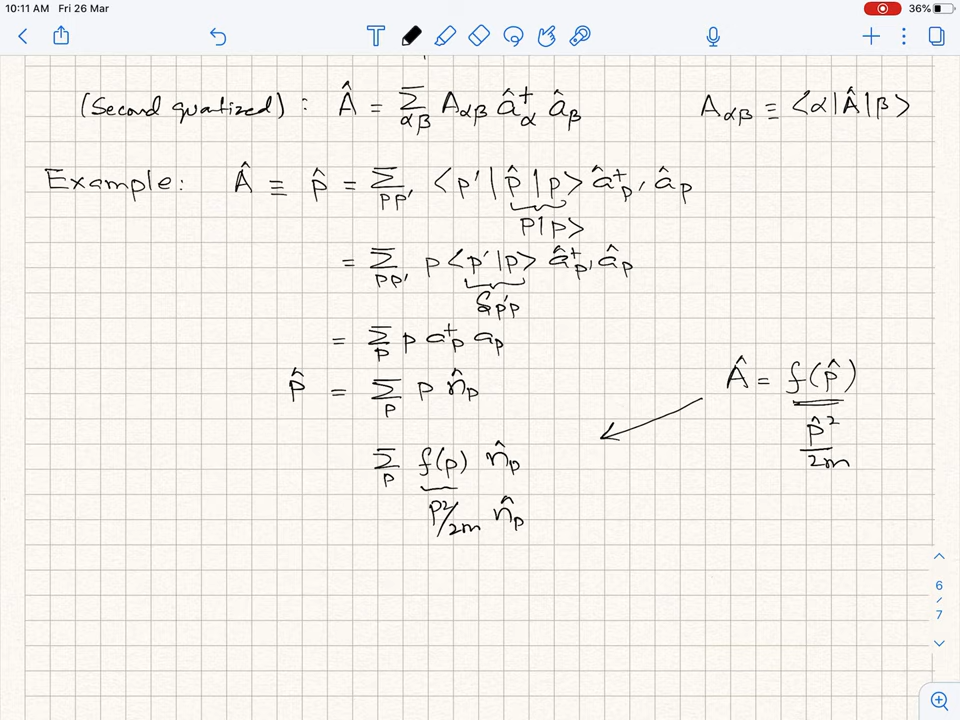 10:11 AM Fri 26 Mar 36%
(Second quatized) : Â = Σ_αβ A_αβ â†_α â_β A_αβ ≡ ⟨α|Â|β⟩
Example: Â ≡ p̂ = Σ_pp' ⟨p'|p̂|p⟩ â†_p' â_p
p|p⟩
= Σ_pp' p⟨p'|p⟩ â†_p' â_p
δ_p'p
= Σ_p p a†_p a_p
p̂ = Σ_p p n̂_p
Â = f(p̂)
p̂²/2m
Σ_p f(p) n̂_p
p²/2m n̂_p
6
/
7